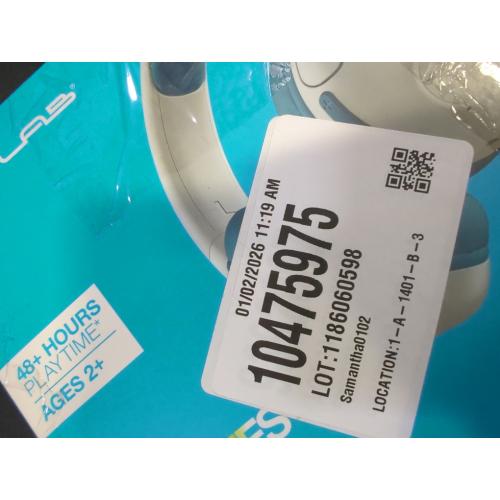 LAB
48+ HOURS
PLAYTIME*
AGES 2+
01/02/2026 11:19 AM
10475975
LOT:1186060598
Samantha0102
LOCATION:1-A-1401-B-3